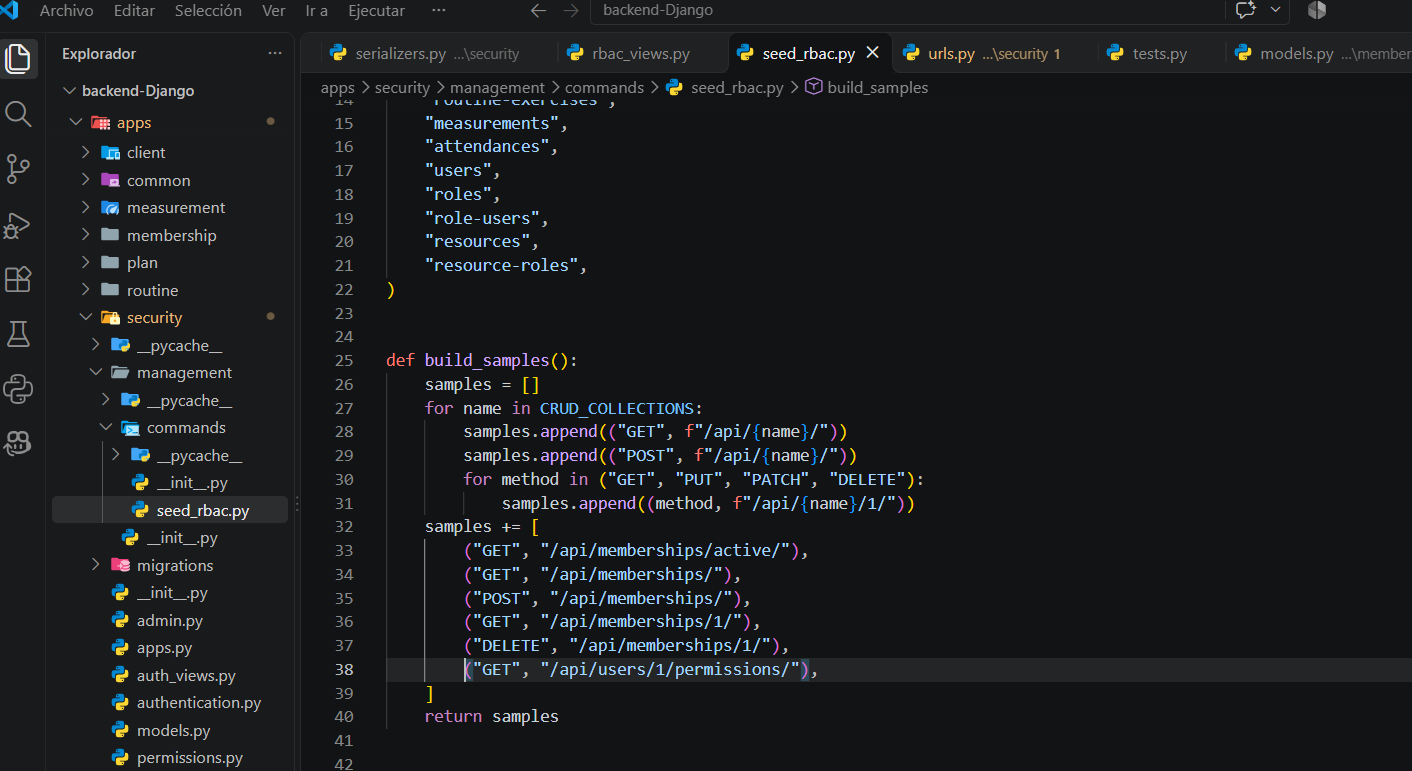 Archivo Editar Selección Ver Ir a Ejecutar ··· backend-Django
Explorador ···
backend-Django
apps
client
common
measurement
membership
plan
routine
security
__pycache__
management
__pycache__
commands
__pycache__
__init__.py
seed_rbac.py
__init__.py
migrations
__init__.py
admin.py
apps.py
auth_views.py
authentication.py
models.py
permissions.py
serializers.py ...\security rbac_views.py seed_rbac.py urls.py ...\security 1 tests.py models.py ...\member
apps > security > management > commands > seed_rbac.py > build_samples
14 "routine-exercises",
15 "measurements",
16 "attendances",
17 "users",
18 "roles",
19 "role-users",
20 "resources",
21 "resource-roles",
22 )
23
24
25 def build_samples():
26 samples = []
27 for name in CRUD_COLLECTIONS:
28 samples.append(("GET", f"/api/{name}/"))
29 samples.append(("POST", f"/api/{name}/"))
30 for method in ("GET", "PUT", "PATCH", "DELETE"):
31 samples.append((method, f"/api/{name}/1/"))
32 samples += [
33 ("GET", "/api/memberships/active/"),
34 ("GET", "/api/memberships/"),
35 ("POST", "/api/memberships/"),
36 ("GET", "/api/memberships/1/"),
37 ("DELETE", "/api/memberships/1/"),
38 ("GET", "/api/users/1/permissions/"),
39 ]
40 return samples
41
42